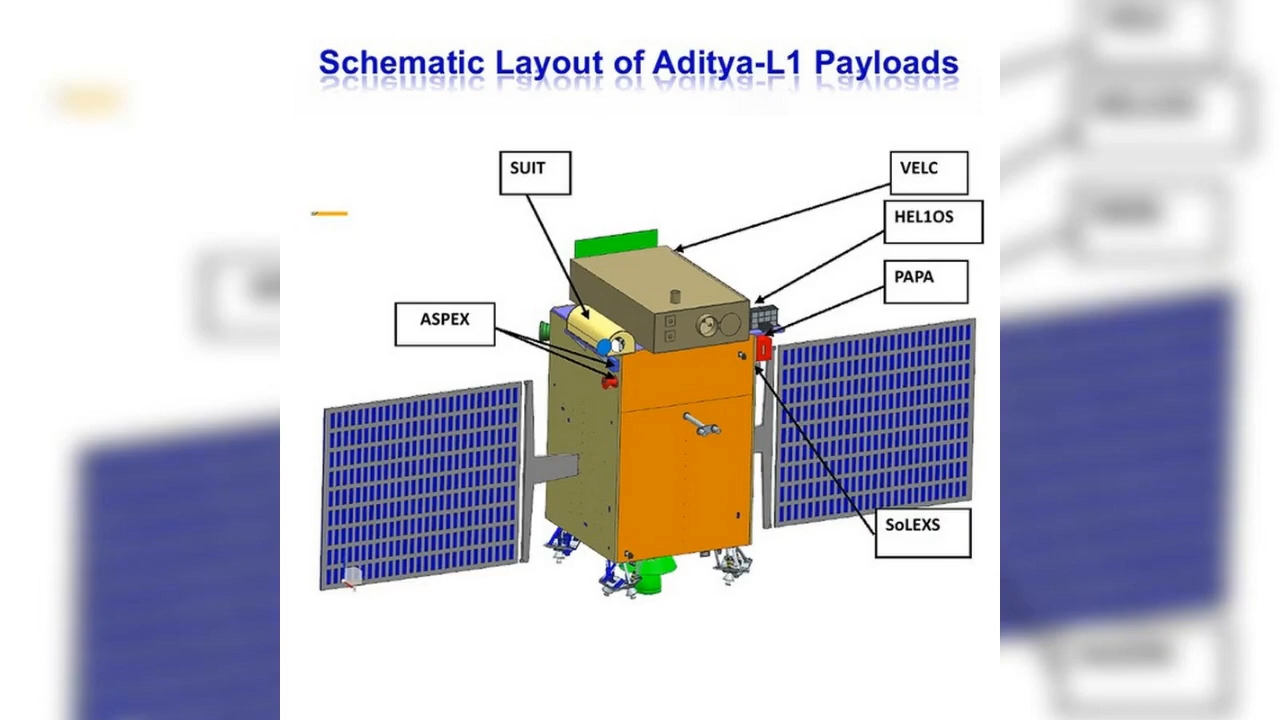 Schematic Layout of Aditya-L1 Payloads
SUIT
VELC
HEL1OS
PAPA
ASPEX
SoLEXS